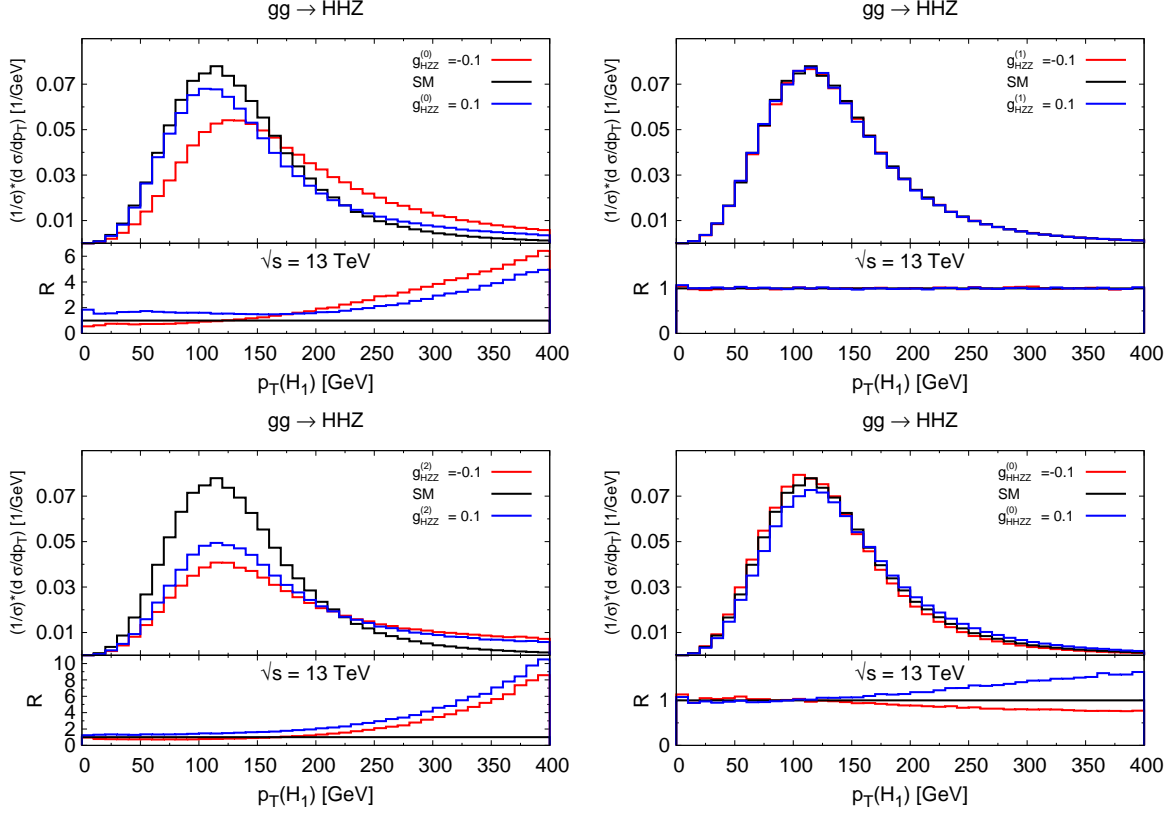 gg → HHZ
(1/σ)*(d σ/dp_T) [1/GeV]
0.07
0.05
0.03
0.01
g_HZZ^(0) =-0.1
SM
g_HZZ^(0) = 0.1
R
6
4
2
0
√s = 13 TeV
0 50 100 150 200 250 300 350 400
p_T(H_1) [GeV]
gg → HHZ
(1/σ)*(d σ/dp_T) [1/GeV]
0.07
0.05
0.03
0.01
g_HZZ^(1) =-0.1
SM
g_HZZ^(1) = 0.1
R
1
0
√s = 13 TeV
0 50 100 150 200 250 300 350 400
p_T(H_1) [GeV]
gg → HHZ
(1/σ)*(d σ/dp_T) [1/GeV]
0.07
0.05
0.03
0.01
g_HZZ^(2) =-0.1
SM
g_HZZ^(2) = 0.1
R
10
8
6
4
2
0
√s = 13 TeV
0 50 100 150 200 250 300 350 400
p_T(H_1) [GeV]
gg → HHZ
(1/σ)*(d σ/dp_T) [1/GeV]
0.07
0.05
0.03
0.01
g_HHZZ^(0) =-0.1
SM
g_HHZZ^(0) = 0.1
R
1
0
√s = 13 TeV
0 50 100 150 200 250 300 350 400
p_T(H_1) [GeV]